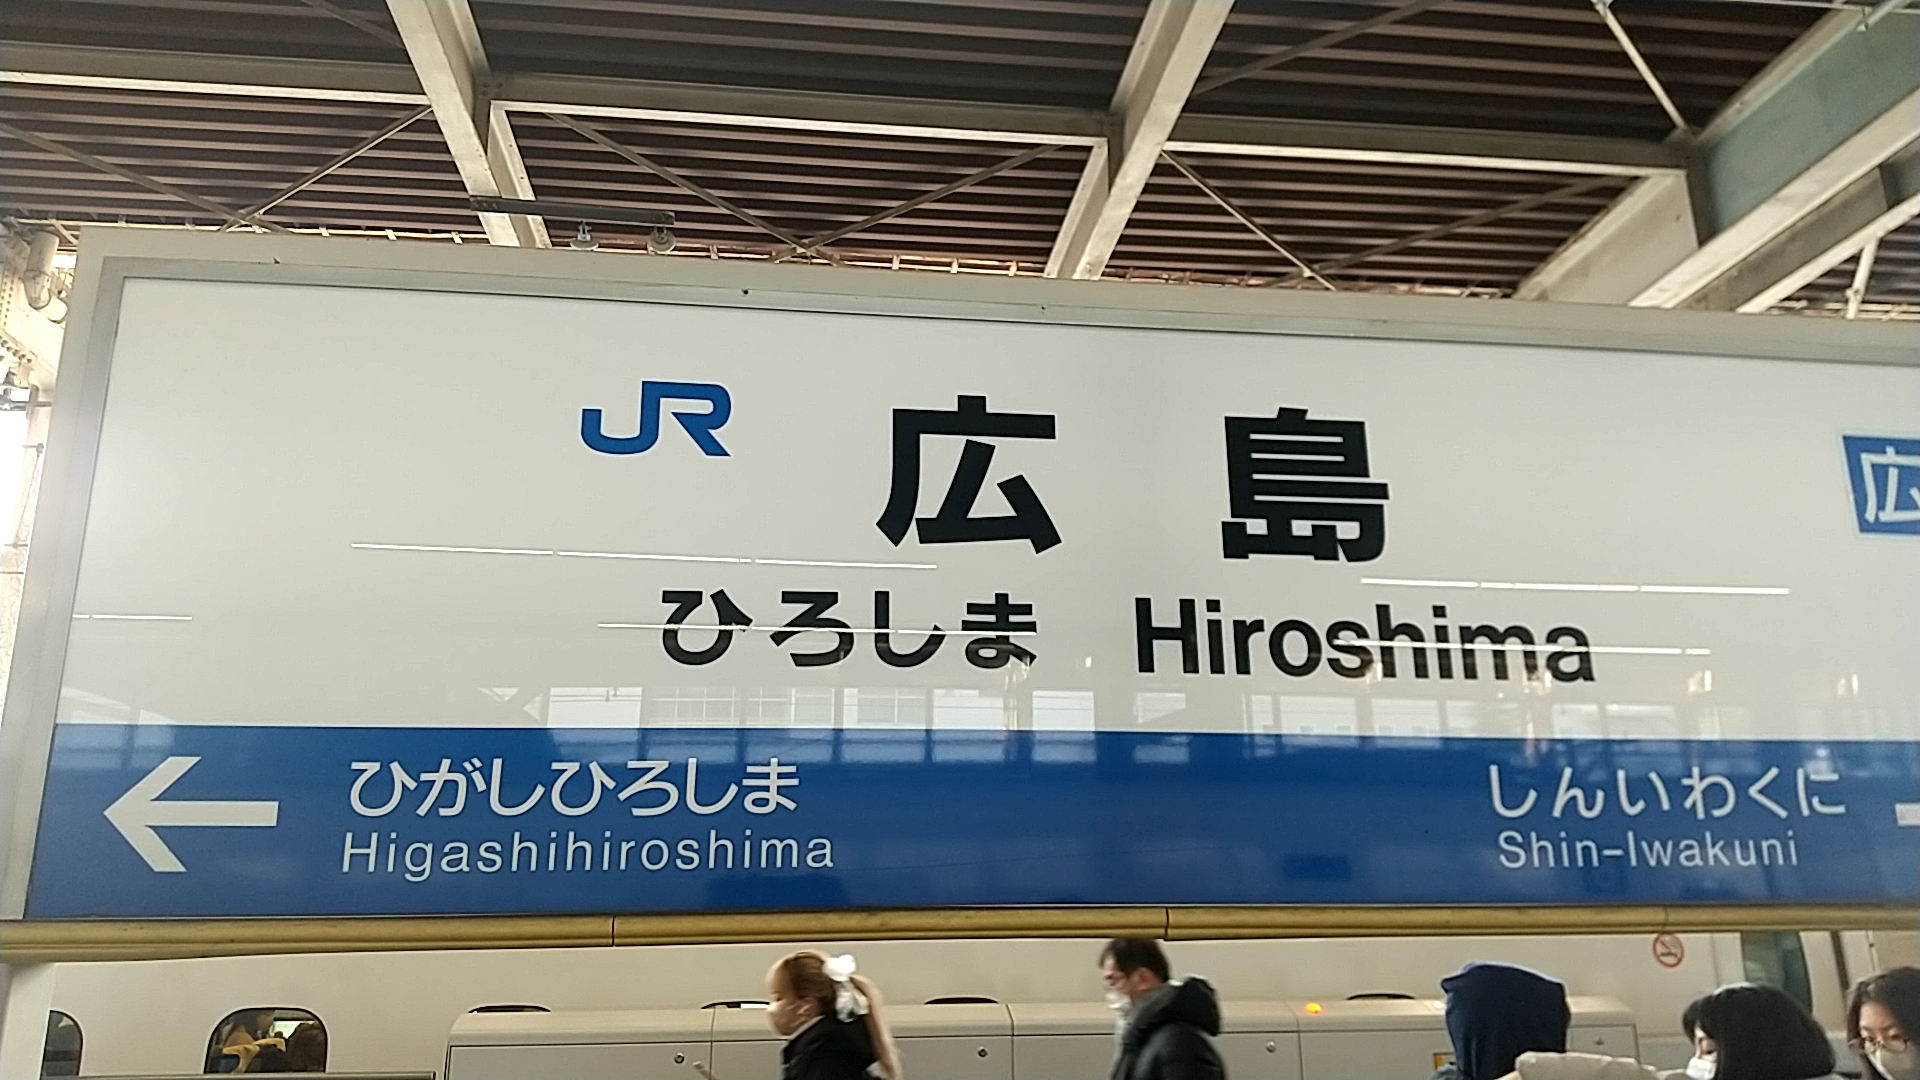 JR 広島
広
ひろしま Hiroshima
ひがしひろしま
Higashihiroshima
しんいわくに
Shin-Iwakuni